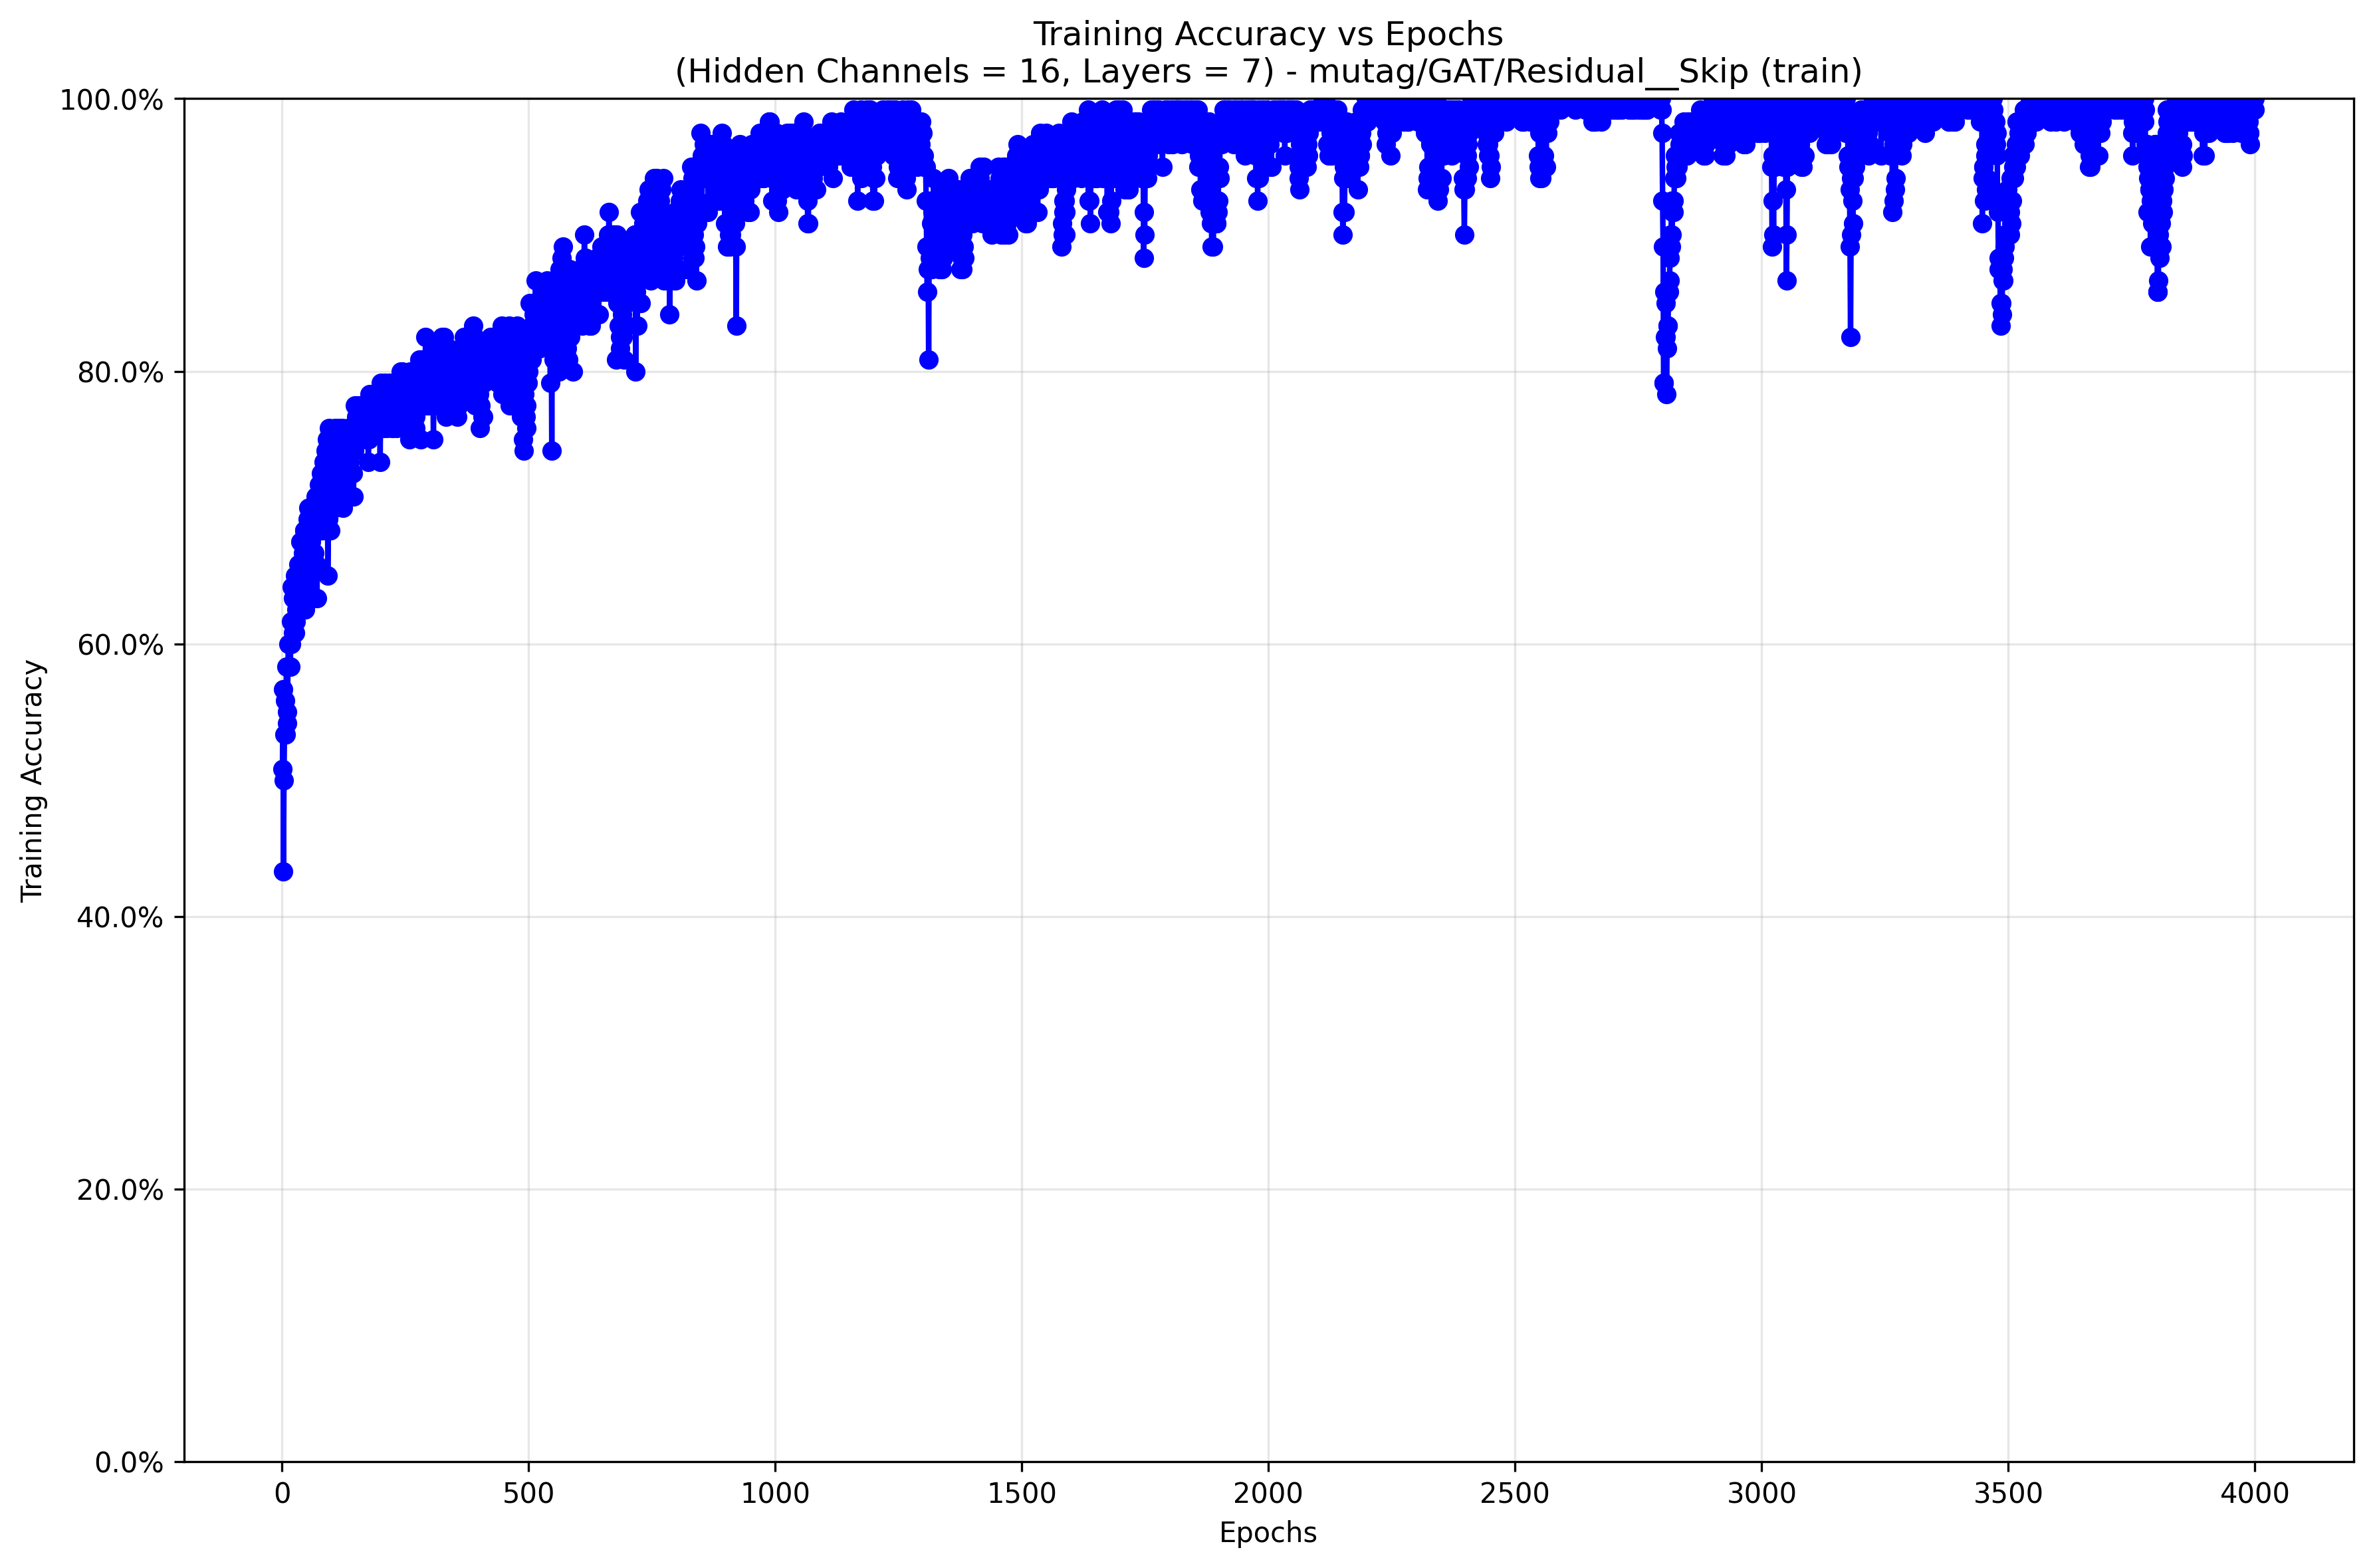 Training Accuracy vs Epochs
(Hidden Channels = 16, Layers = 7) - mutag/GAT/Residual__Skip (train)
100.0%
80.0%
60.0%
40.0%
20.0%
0.0%
Training Accuracy
0 500 1000 1500 2000 2500 3000 3500 4000
Epochs